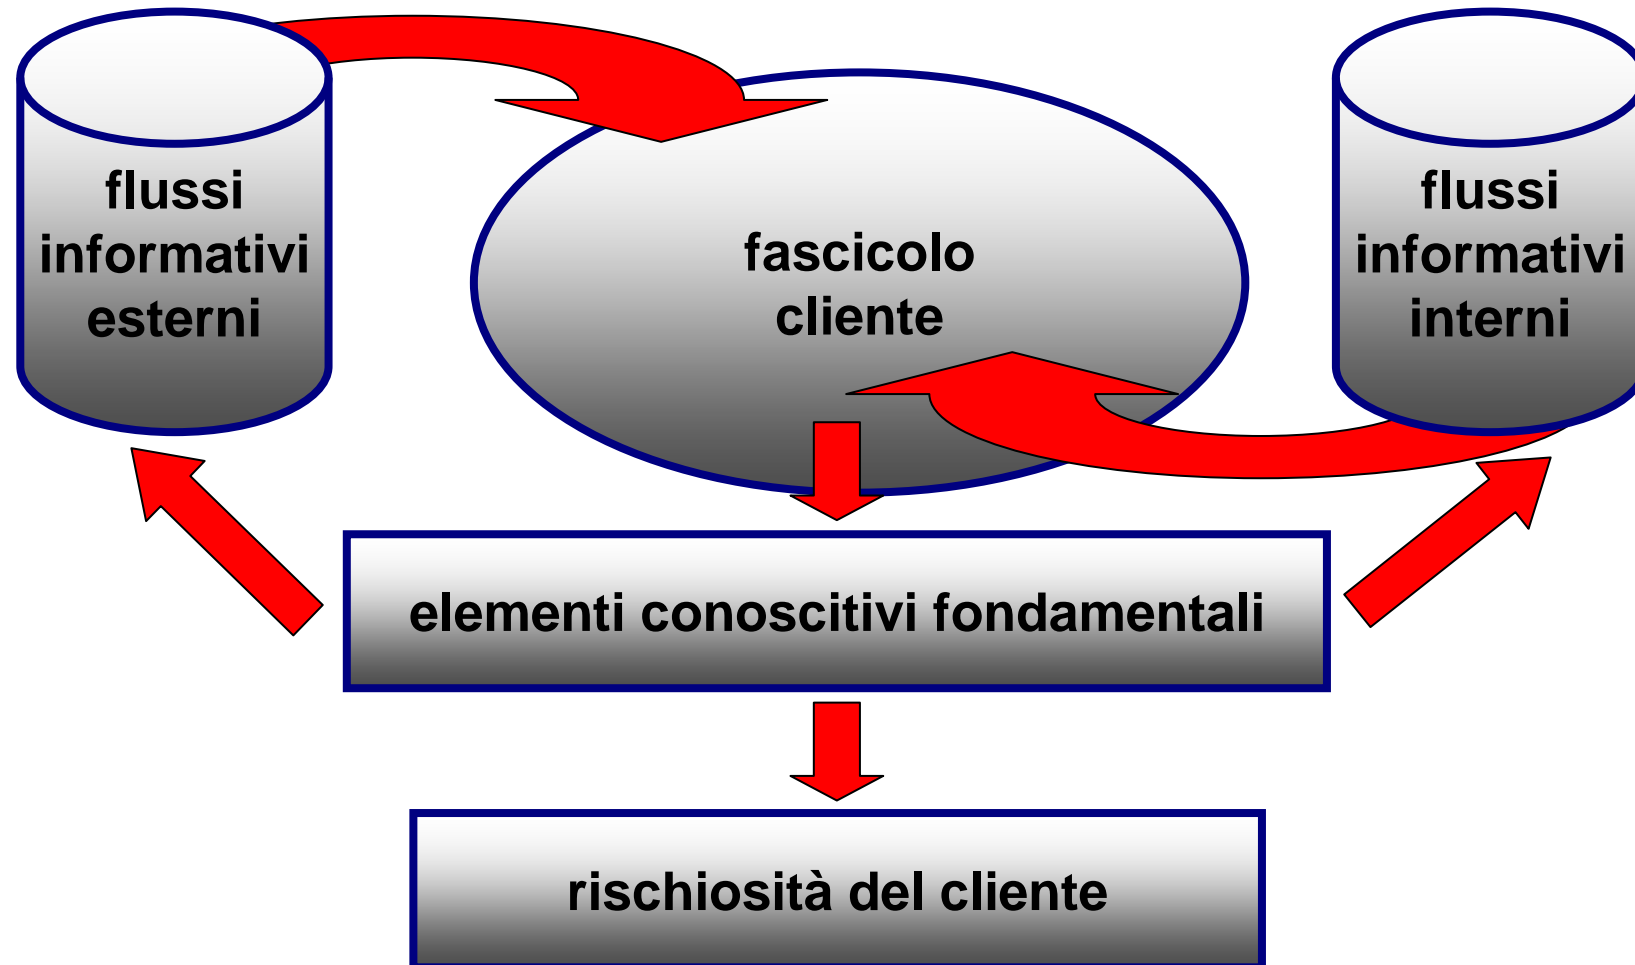 flussi
informativi
esterni
fascicolo
cliente
flussi
informativi
interni
elementi conoscitivi fondamentali
rischiosità del cliente